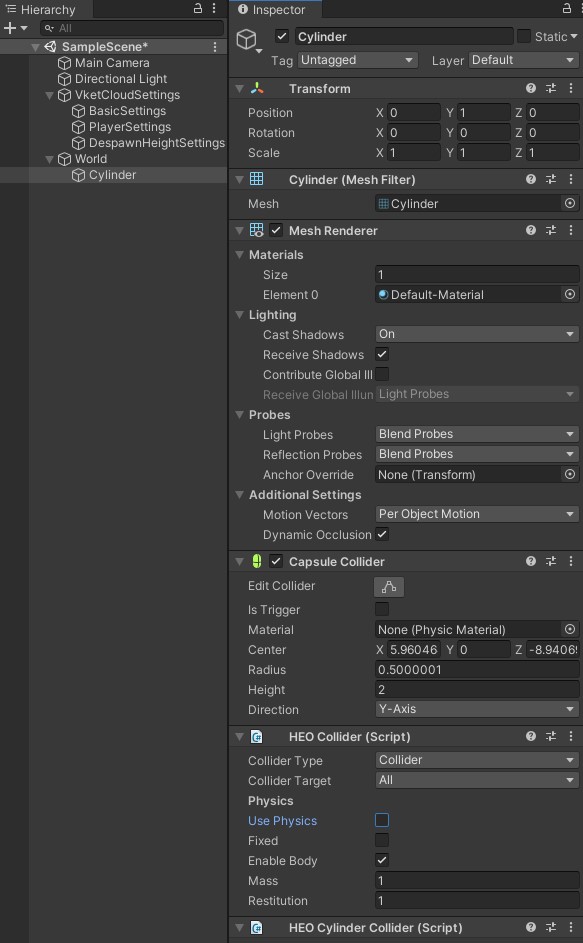 Hierarchy
All
SampleScene*
Main Camera
Directional Light
VketCloudSettings
BasicSettings
PlayerSettings
DespawnHeightSettings
World
Cylinder
Inspector
Cylinder
Static
Tag Untagged Layer Default
Transform
Position X 0 Y 1 Z 0
Rotation X 0 Y 0 Z 0
Scale X 1 Y 1 Z 1
Cylinder (Mesh Filter)
Mesh Cylinder
Mesh Renderer
Materials
Size 1
Element 0 Default-Material
Lighting
Cast Shadows On
Receive Shadows
Contribute Global Ill
Receive Global Illun Light Probes
Probes
Light Probes Blend Probes
Reflection Probes Blend Probes
Anchor Override None (Transform)
Additional Settings
Motion Vectors Per Object Motion
Dynamic Occlusion
Capsule Collider
Edit Collider
Is Trigger
Material None (Physic Material)
Center X 5.96046 Y 0 Z -8.9406
Radius 0.5000001
Height 2
Direction Y-Axis
HEO Collider (Script)
Collider Type Collider
Collider Target All
Physics
Use Physics
Fixed
Enable Body
Mass 1
Restitution 1
HEO Cylinder Collider (Script)